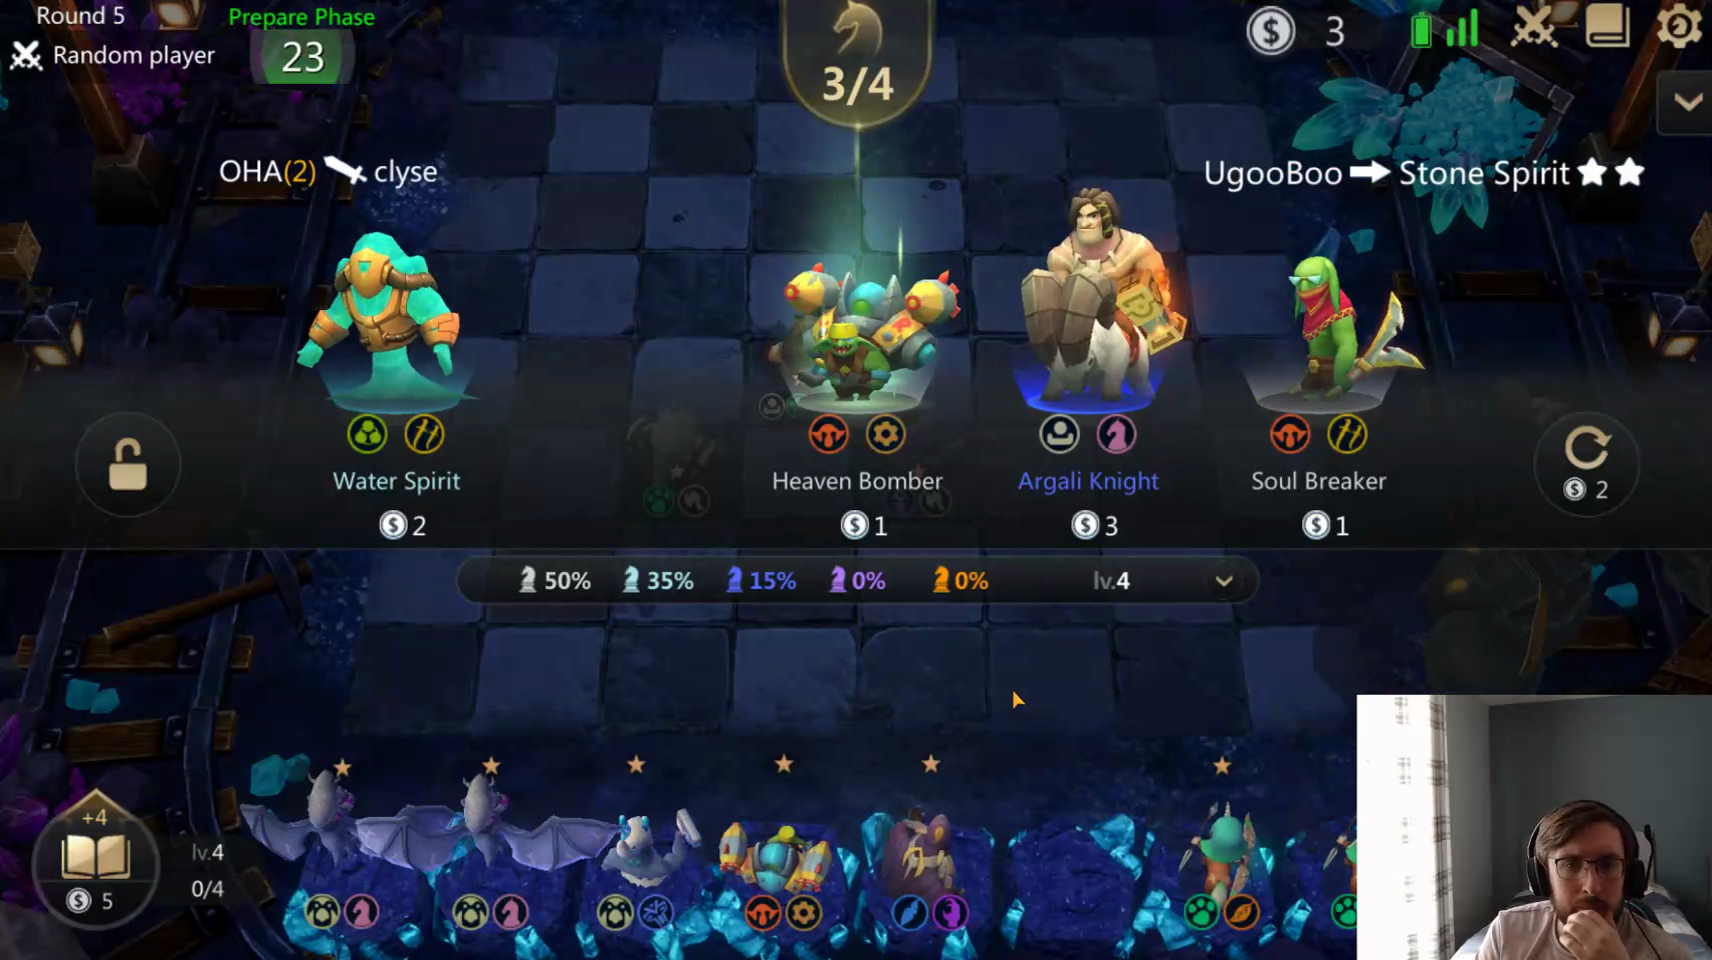 Round 5
Prepare Phase
Random player
23
3/4
$ 3
OHA(2) clyse
UgooBoo Stone Spirit
Water Spirit
$ 2
Heaven Bomber
$ 1
Argali Knight
$ 3
Soul Breaker
$ 1
$ 2
50% 35% 15% 0% 0% lv.4
+4
$ 5
lv.4
0/4